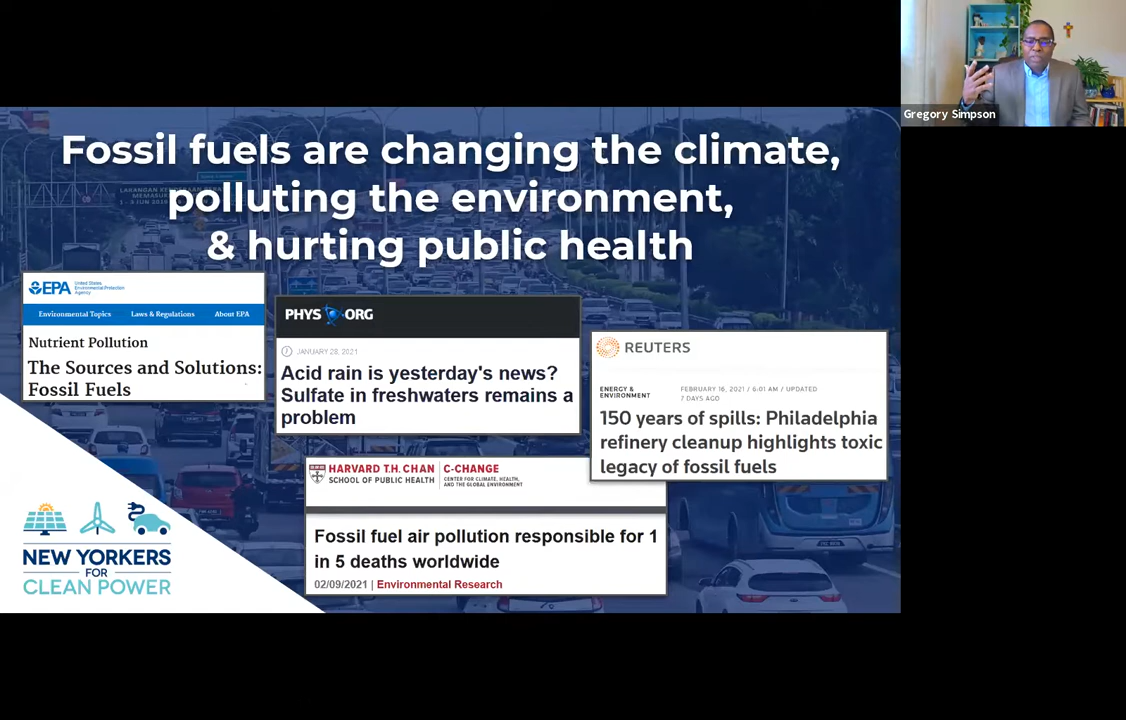 Fossil fuels are changing the climate,
polluting the environment,
& hurting public health
EPA
United States
Environmental Protection
Agency
Environmental Topics
Laws & Regulations
About EPA
Nutrient Pollution
The Sources and Solutions:
Fossil Fuels
PHYS ORG
JANUARY 28, 2021
Acid rain is yesterday's news?
Sulfate in freshwaters remains a
problem
REUTERS
ENERGY &
ENVIRONMENT
FEBRUARY 16, 2021 / 6:01 AM / UPDATED
7 DAYS AGO
150 years of spills: Philadelphia
refinery cleanup highlights toxic
legacy of fossil fuels
HARVARD T.H. CHAN
SCHOOL OF PUBLIC HEALTH
C-CHANGE
CENTER FOR CLIMATE, HEALTH,
AND THE GLOBAL ENVIRONMENT
Fossil fuel air pollution responsible for 1
in 5 deaths worldwide
02/09/2021 | Environmental Research
NEW YORKERS
FOR
CLEAN POWER
Gregory Simpson